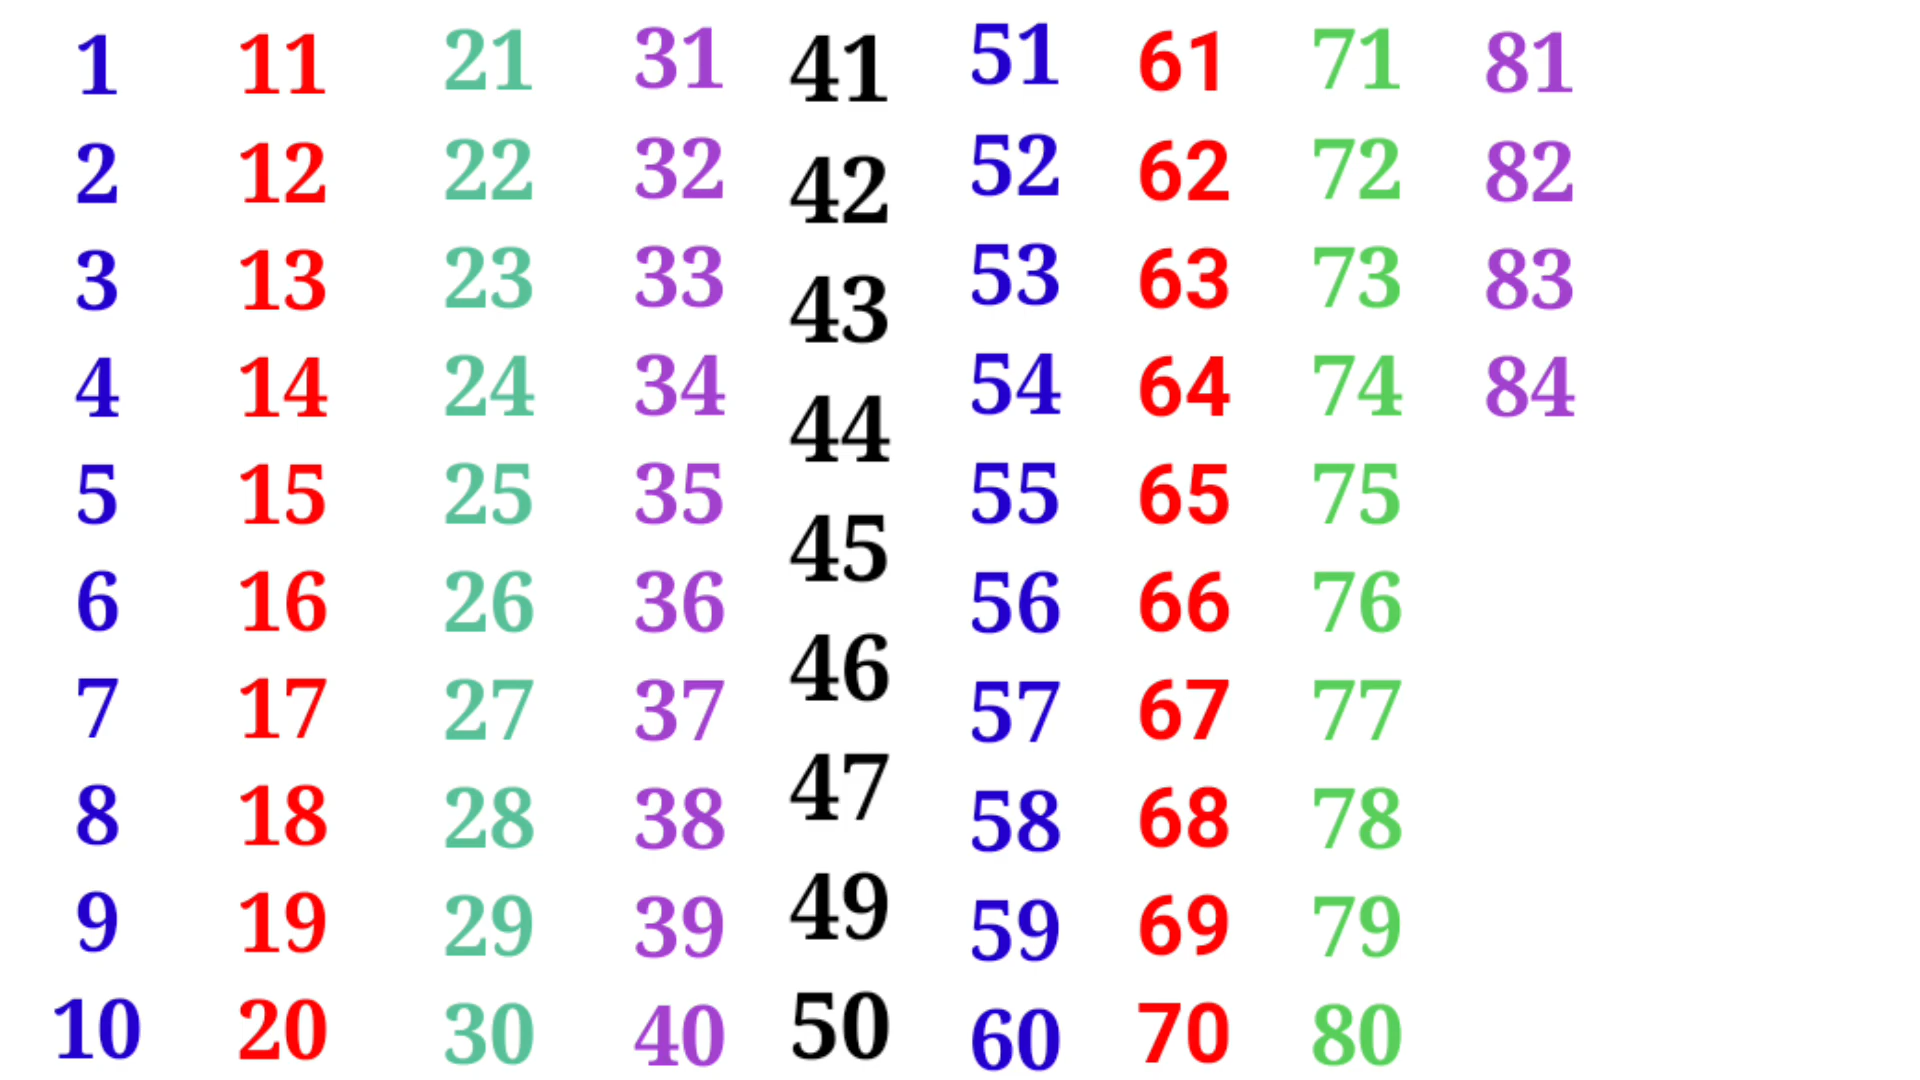 1 11 21 31 41 51 61 71 81
2 12 22 32 42 52 62 72 82
3 13 23 33 43 53 63 73 83
4 14 24 34 44 54 64 74 84
5 15 25 35 45 55 65 75
6 16 26 36 46 56 66 76
7 17 27 37 47 57 67 77
8 18 28 38 49 58 68 78
9 19 29 39 50 59 69 79
10 20 30 40 60 70 80